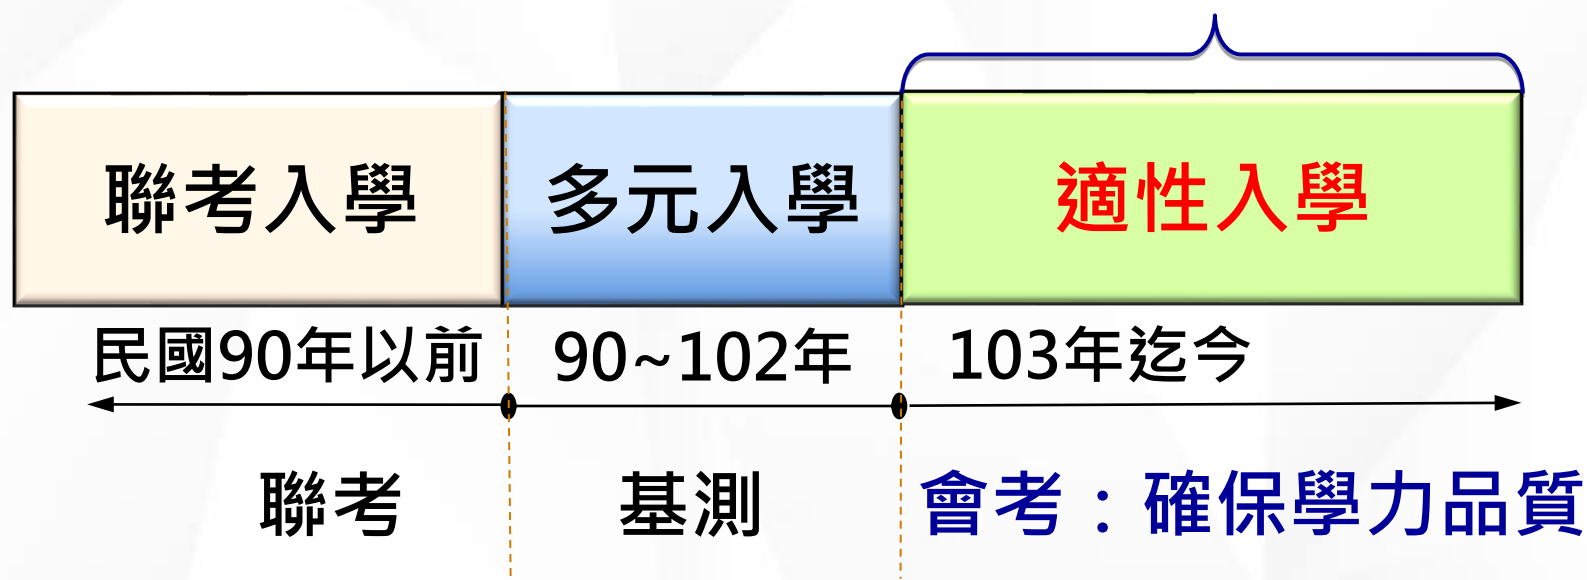 聯考入學 多元入學 適性入學
民國90年以前 90~102年 103年迄今
聯考 基測 會考：確保學力品質